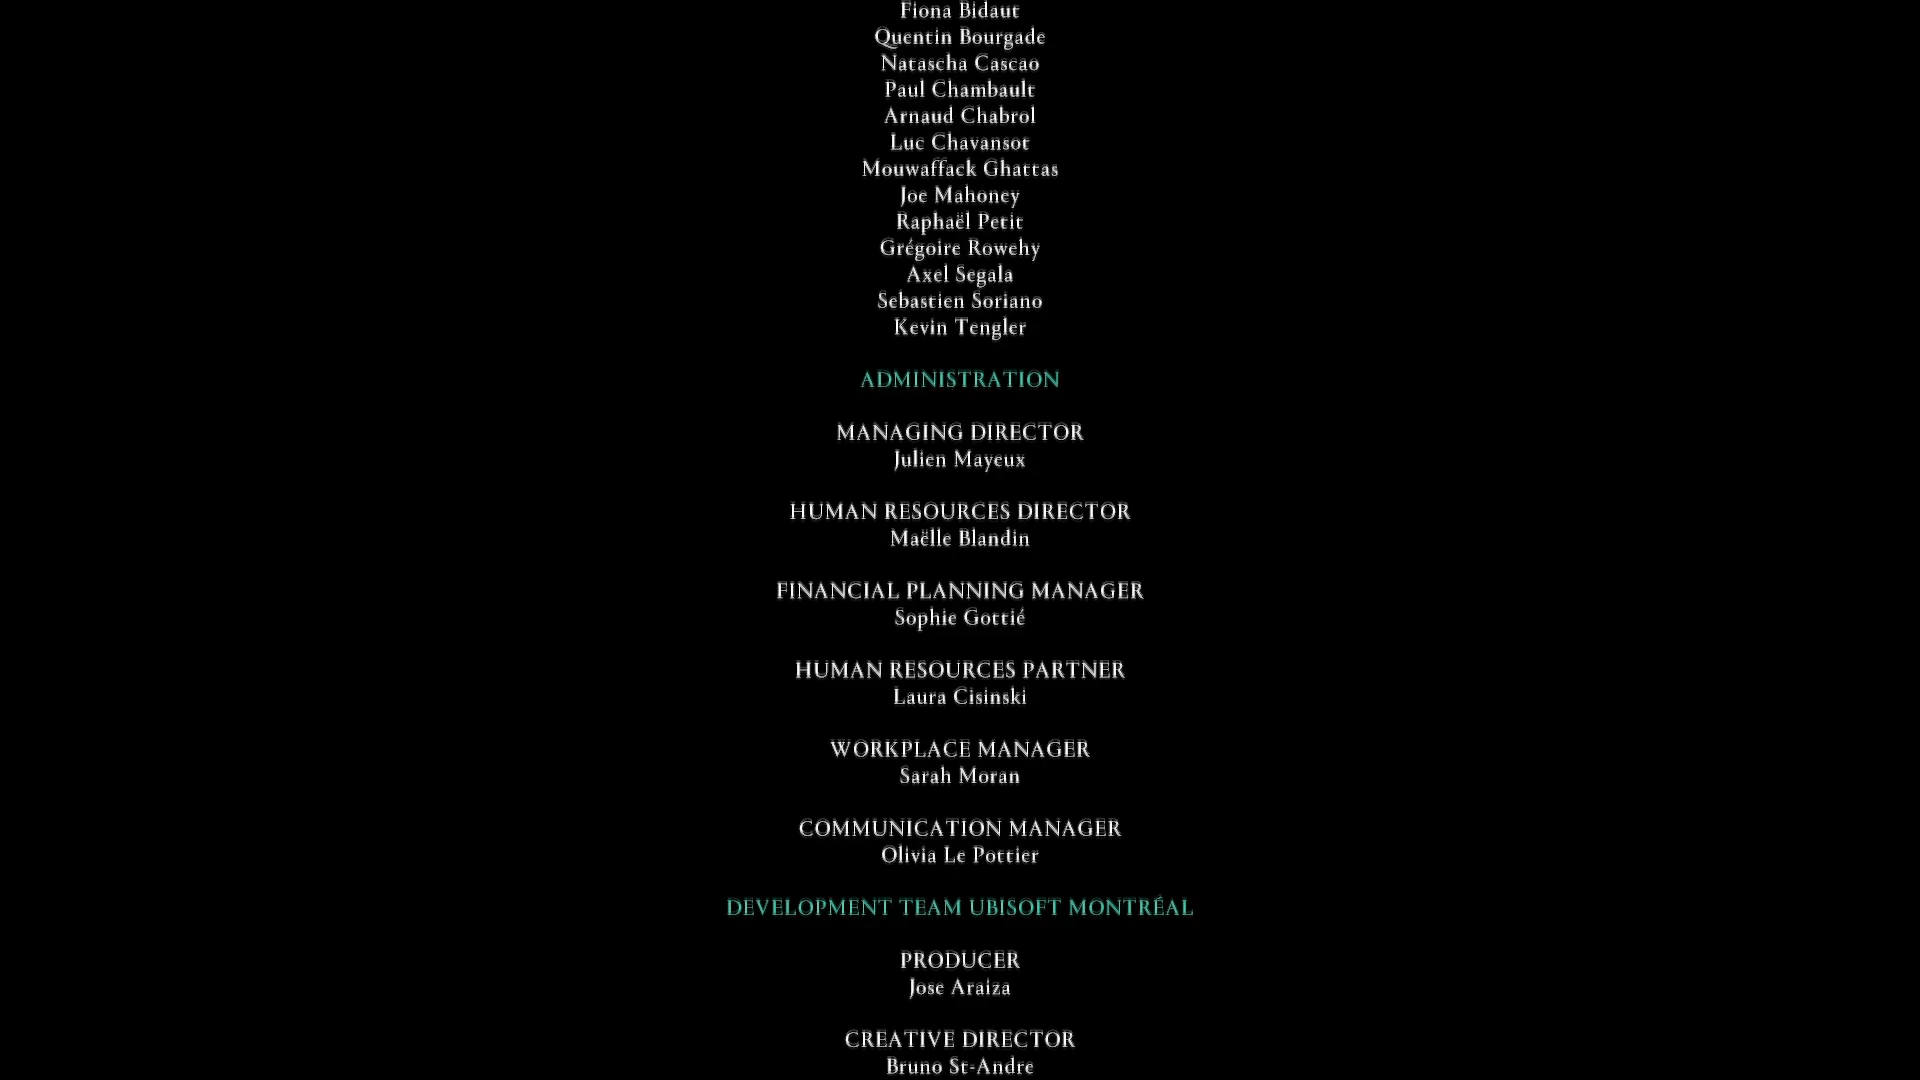 Fiona Bidaut
Quentin Bourgade
Natascha Cascao
Paul Chambault
Arnaud Chabrol
Luc Chavansot
Mouwaffack Ghattas
Joe Mahoney
Raphaël Petit
Grégoire Rowehy
Axel Segala
Sebastien Soriano
Kevin Tengler
ADMINISTRATION
MANAGING DIRECTOR
Julien Mayeux
HUMAN RESOURCES DIRECTOR
Maëlle Blandin
FINANCIAL PLANNING MANAGER
Sophie Gottié
HUMAN RESOURCES PARTNER
Laura Cisinski
WORKPLACE MANAGER
Sarah Moran
COMMUNICATION MANAGER
Olivia Le Pottier
DEVELOPMENT TEAM UBISOFT MONTRÉAL
PRODUCER
Jose Araiza
CREATIVE DIRECTOR
Bruno St-Andre